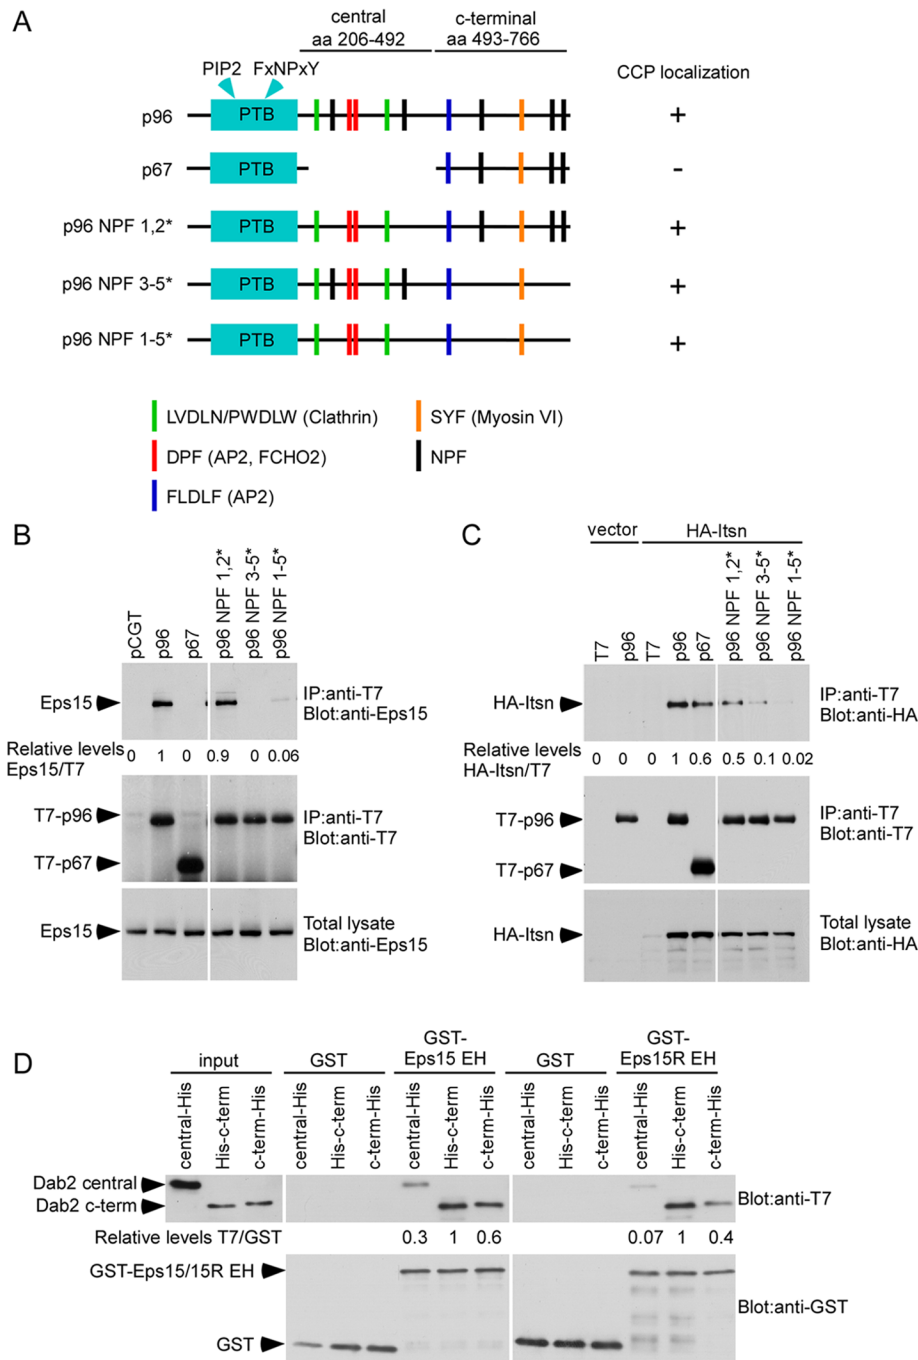 A
central
aa 206-492
c-terminal
aa 493-766
PIP2
FxNPxY
CCP localization
p96
PTB
+
p67
PTB
-
p96 NPF 1,2*
PTB
+
p96 NPF 3-5*
PTB
+
p96 NPF 1-5*
PTB
+
LVDLN/PWDLW (Clathrin)
SYF (Myosin VI)
DPF (AP2, FCHO2)
NPF
FLDLF (AP2)
B
pCGT
p96
p67
p96 NPF 1,2*
p96 NPF 3-5*
p96 NPF 1-5*
Eps15
IP:anti-T7
Blot:anti-Eps15
Relative levels
Eps15/T7
0 1 0 0.9 0 0.06
T7-p96
IP:anti-T7
Blot:anti-T7
T7-p67
Eps15
Total lysate
Blot:anti-Eps15
C
vector
HA-Itsn
T7
p96
T7
p96
p67
p96 NPF 1,2*
p96 NPF 3-5*
p96 NPF 1-5*
HA-Itsn
IP:anti-T7
Blot:anti-HA
Relative levels
HA-Itsn/T7
0 0 0 1 0.6 0.5 0.1 0.02
T7-p96
IP:anti-T7
Blot:anti-T7
T7-p67
HA-Itsn
Total lysate
Blot:anti-HA
D
input
GST
GST-
Eps15 EH
GST
GST-
Eps15R EH
central-His
His-c-term
c-term-His
central-His
His-c-term
c-term-His
central-His
His-c-term
c-term-His
central-His
His-c-term
c-term-His
central-His
His-c-term
c-term-His
Dab2 central
Dab2 c-term
Blot:anti-T7
Relative levels T7/GST
0.3 1 0.6
0.07 1 0.4
GST-Eps15/15R EH
Blot:anti-GST
GST